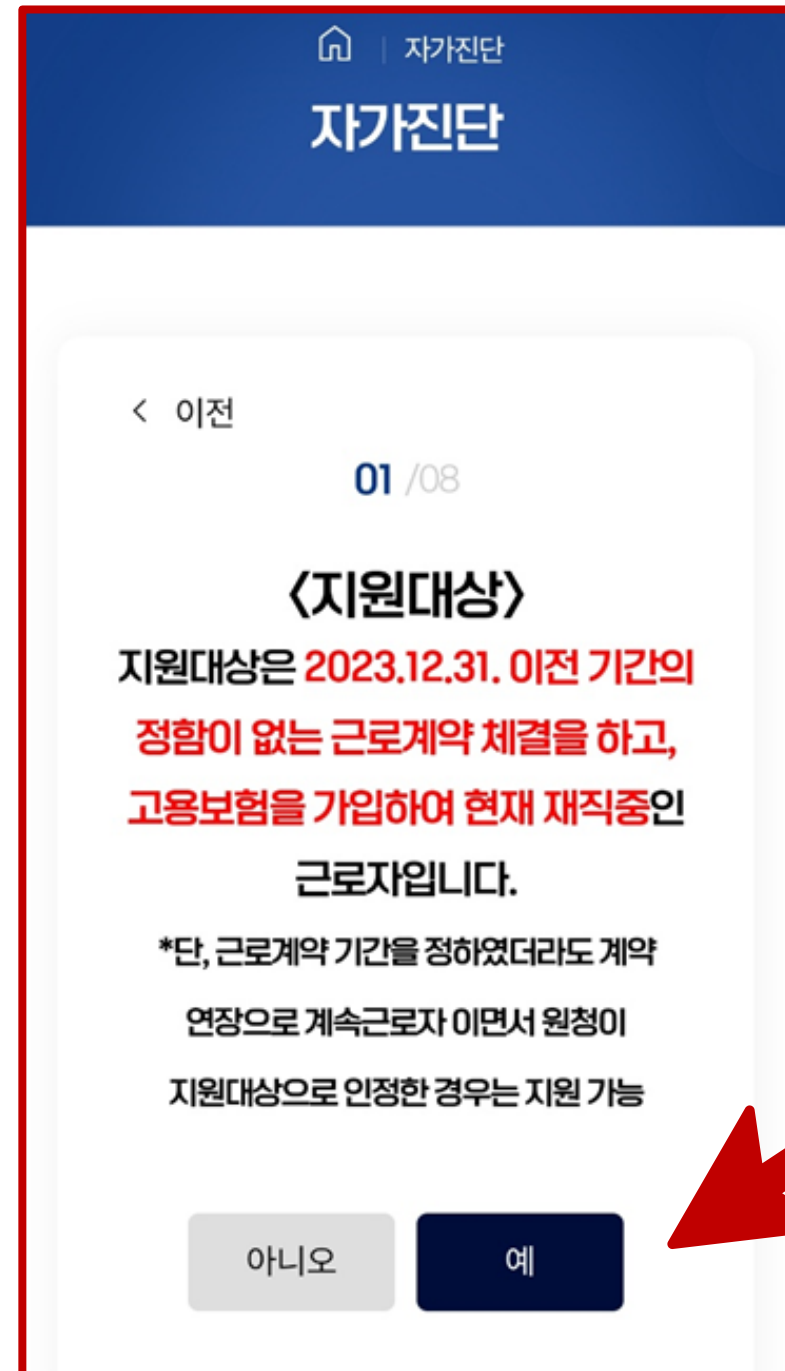 자가진단
자가진단
< 이전
01 /08
〈지원대상〉
지원대상은 2023.12.31. 이전 기간의
정함이 없는 근로계약 체결을 하고,
고용보험을 가입하여 현재 재직중인
근로자입니다.
*단, 근로계약 기간을 정하였더라도 계약
연장으로 계속근로자 이면서 원청이
지원대상으로 인정한 경우는 지원 가능
아니오 예